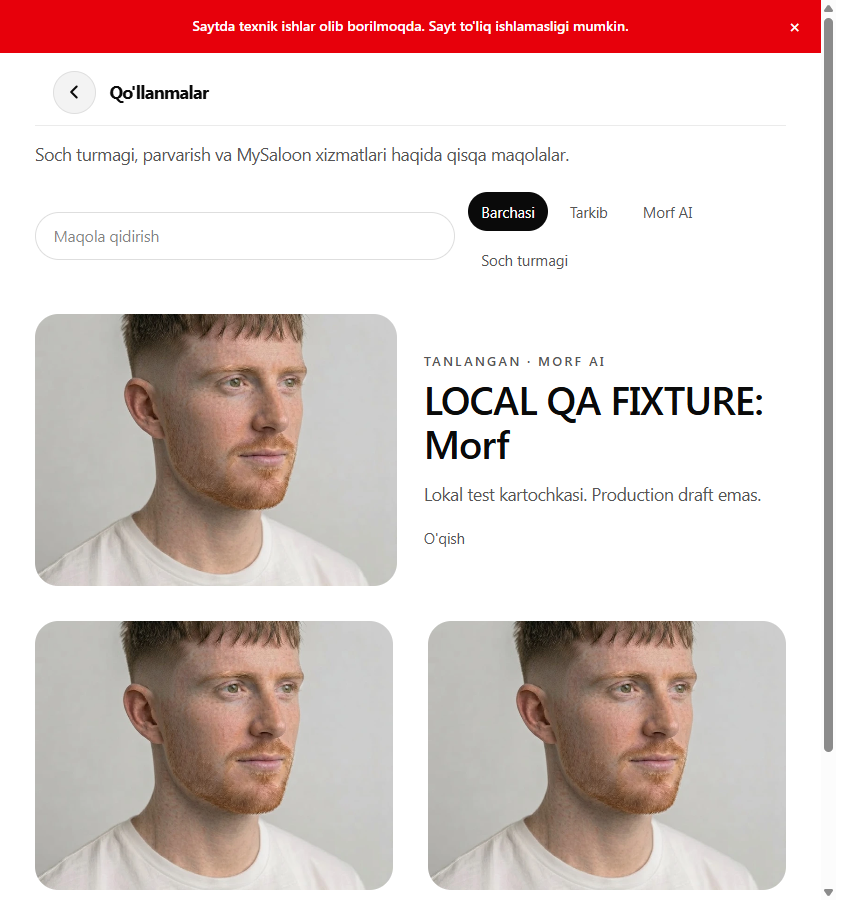 Saytda texnik ishlar olib borilmoqda. Sayt to'liq ishlamasligi mumkin.
×
Qo'llanmalar
Soch turmagi, parvarish va MySaloon xizmatlari haqida qisqa maqolalar.
Maqola qidirish
Barchasi
Tarkib
Morf AI
Soch turmagi
TANLANGAN · MORF AI
LOCAL QA FIXTURE:
Morf
Lokal test kartochkasi. Production draft emas.
O'qish